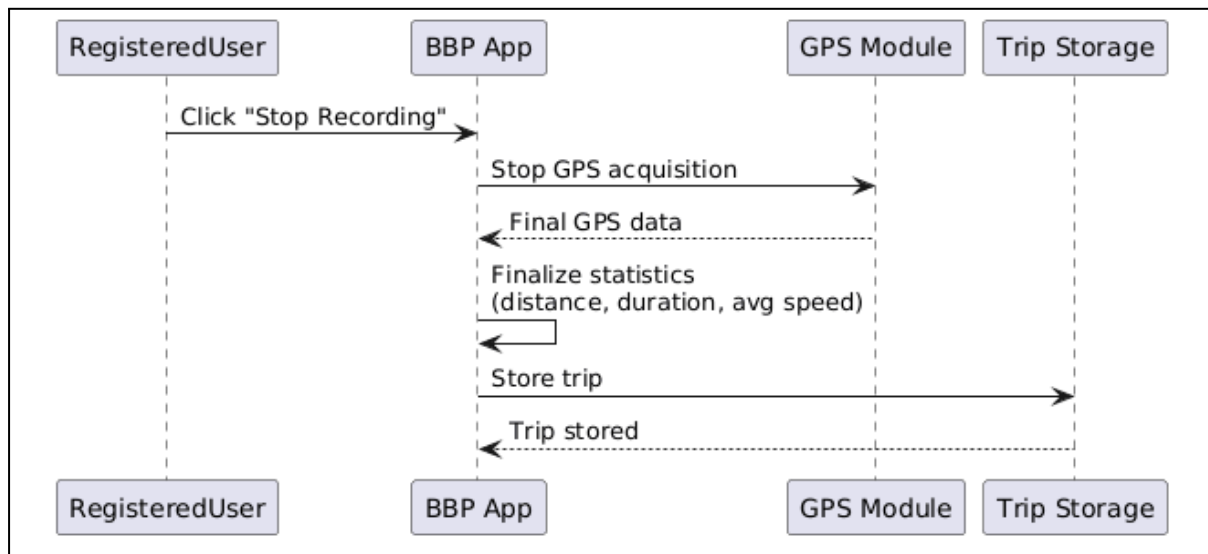 RegisteredUser
BBP App
GPS Module
Trip Storage
Click "Stop Recording"
Stop GPS acquisition
Final GPS data
Finalize statistics
(distance, duration, avg speed)
Store trip
Trip stored
RegisteredUser
BBP App
GPS Module
Trip Storage